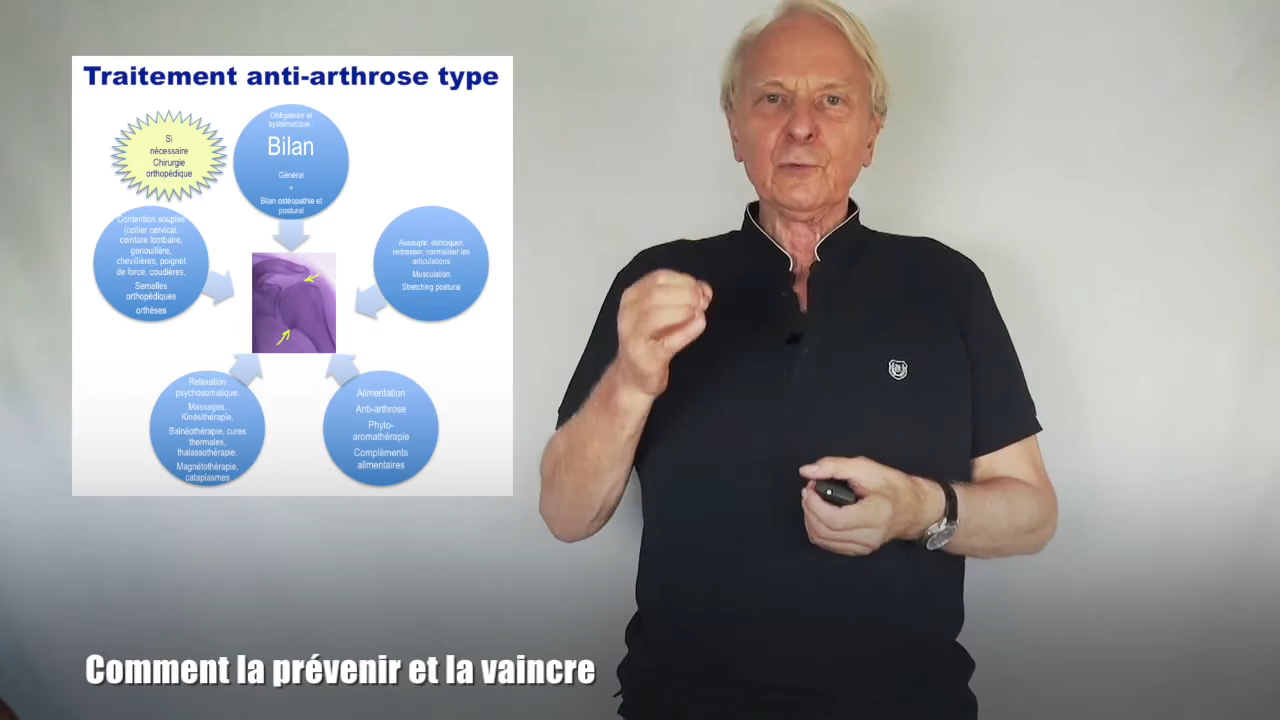 Traitement anti-arthrose type
Si
nécessaire
Chirurgie
orthopédique
Obligatoire et
systématique :
Bilan
Général
+
Bilan ostéopathie et
postural
Contention souples
(collier cervical,
ceinture lombaire,
genouillère,
chevillières, poignet
de force, coudières,
Semelles
orthopédiques
orthèses
Assouplir, débloquer,
redresser, normaliser les
articulations
Musculation
Stretching postural
Relaxation
psychosomatique,
Massages,
Kinésithérapie,
Balnéothérapie, cures
thermales,
thalassothérapie,
Magnétothérapie,
cataplasmes
Alimentation
Anti-arthrose
Phyto-
aromathérapie
Compléments
alimentaires
Comment la prévenir et la vaincre